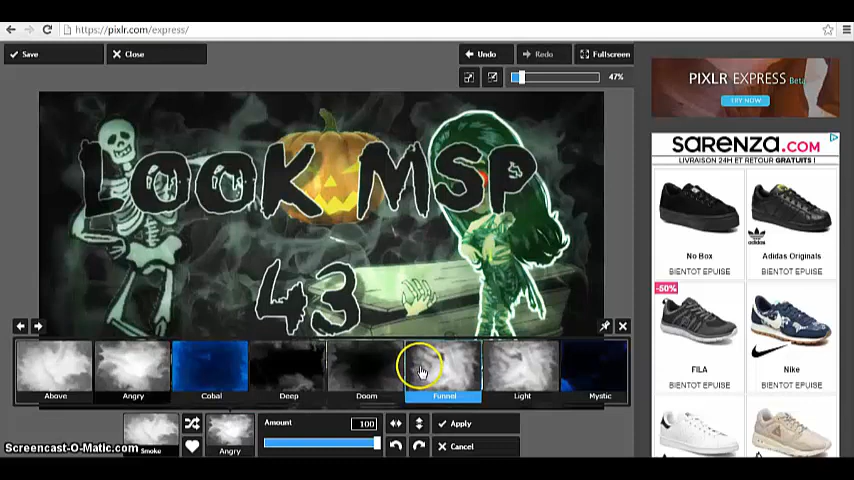 https://pixlr.com/express/
Save
Close
Undo
Redo
Fullscreen
47%
LOOK MSP
43
Above
Angry
Cobal
Deep
Doom
Funnel
Light
Mystic
Smoke
Angry
Amount
100
Apply
Cancel
Screencast-O-Matic.com
PIXLR EXPRESS Beta
TRY NOW
SARENZA.COM
LIVRAISON 24H ET RETOUR GRATUITS !
No Box
BIENTOT EPUISE
adidas
Adidas Originals
BIENTOT EPUISE
-50%
FILA
BIENTOT EPUISE
Nike
BIENTOT EPUISE